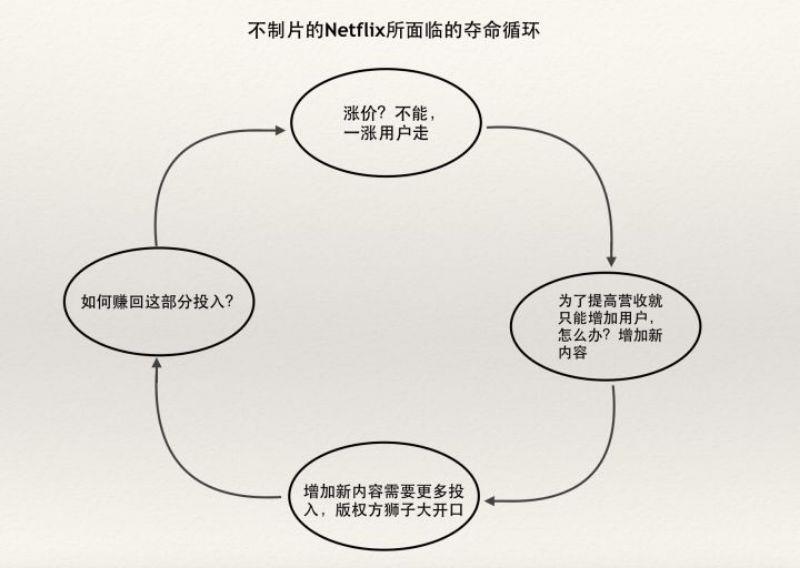 不制片的Netflix所面临的夺命循环
涨价？不能，
一涨用户走
如何赚回这部分投入？
为了提高营收就
只能增加用户，
怎么办？增加新
内容
增加新内容需要更多投
入，版权方狮子大开口